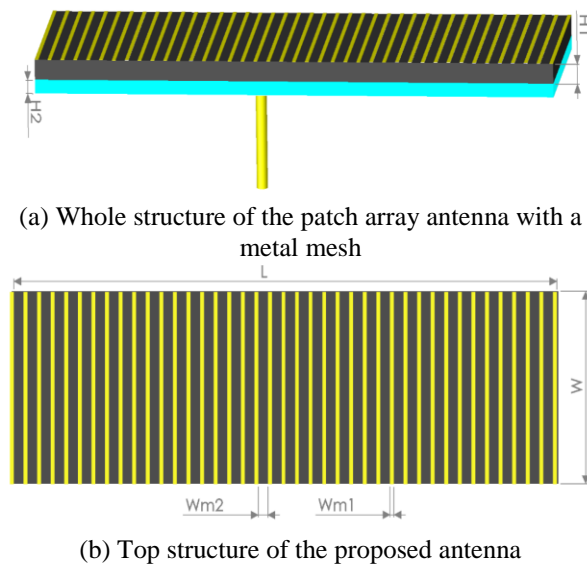 H1
H2
(a) Whole structure of the patch array antenna with a
metal mesh
L
W
Wm2
Wm1
(b) Top structure of the proposed antenna